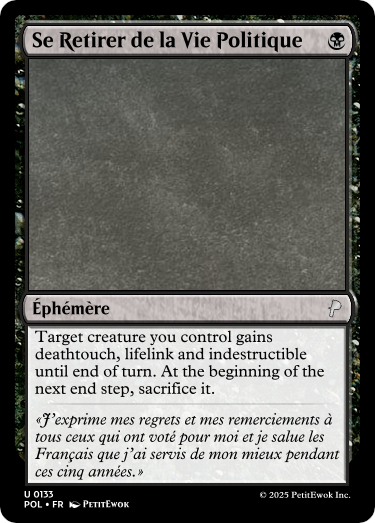 Se Retirer de la Vie Politique
Éphémère
Target creature you control gains
deathtouch, lifelink and indestructible
until end of turn. At the beginning of the
next end step, sacrifice it.
«J’exprime mes regrets et mes remerciements à
tous ceux qui ont voté pour moi et je salue les
Français que j’ai servis de mon mieux pendant
ces cinq années.»
U 0133
POL • FR PetitEwok
© 2025 PetitEwok Inc.